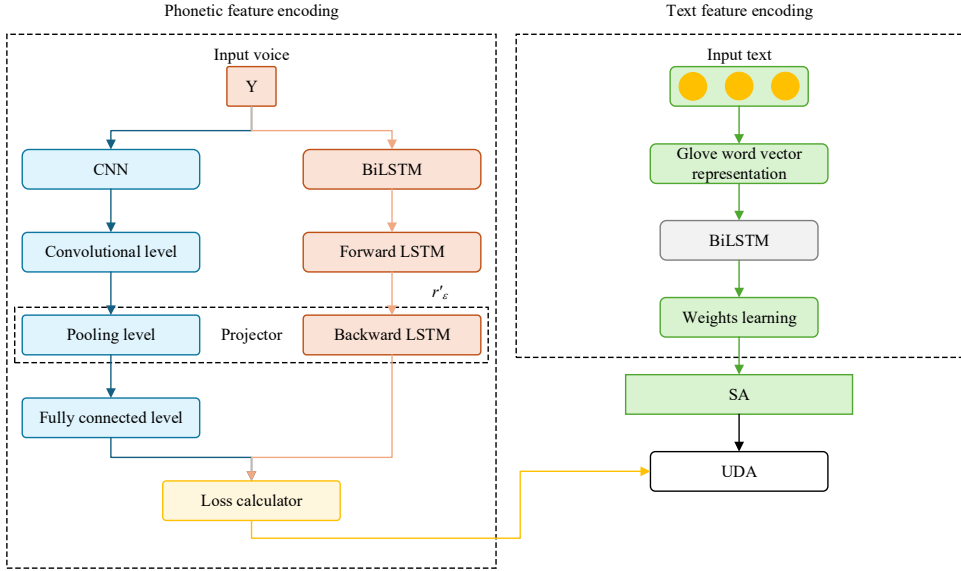 Phonetic feature encoding
Text feature encoding
Input voice
Y
CNN
BiLSTM
Convolutional level
Forward LSTM
r'ε
Pooling level
Projector
Backward LSTM
Fully connected level
Loss calculator
Input text
Glove word vector
representation
BiLSTM
Weights learning
SA
UDA